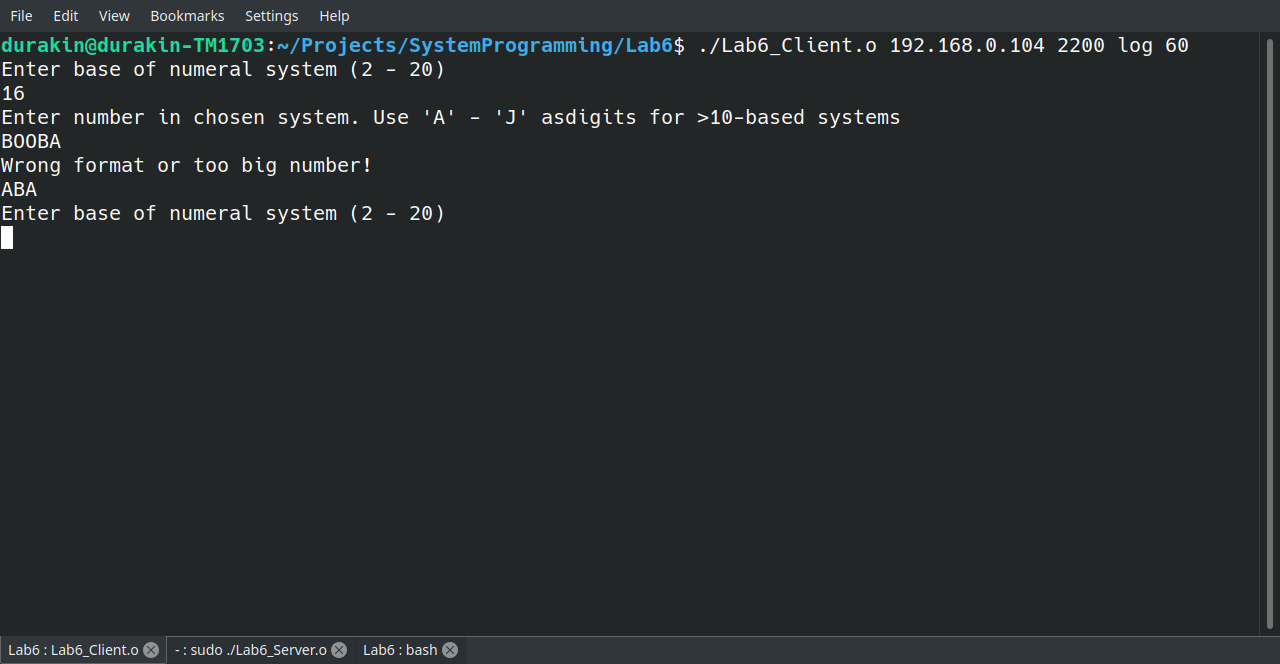 File Edit View Bookmarks Settings Help
durakin@durakin-TM1703:~/Projects/SystemProgramming/Lab6$ ./Lab6_Client.o 192.168.0.104 2200 log 60
Enter base of numeral system (2 - 20)
16
Enter number in chosen system. Use 'A' - 'J' asdigits for >10-based systems
BOOBA
Wrong format or too big number!
ABA
Enter base of numeral system (2 - 20)
Lab6 : Lab6_Client.o - : sudo ./Lab6_Server.o Lab6 : bash